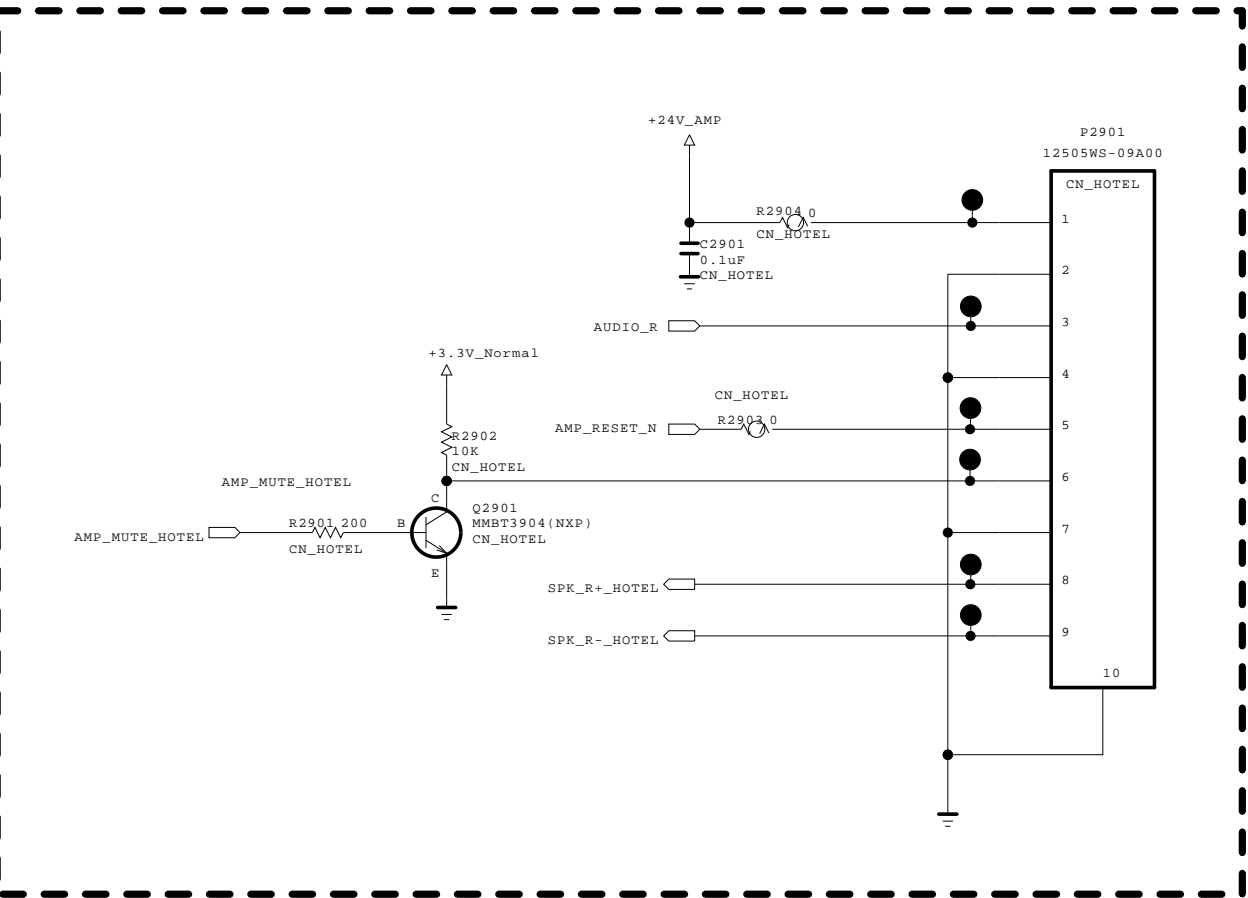 +24V_AMP
P2901
12505WS-09A00
CN_HOTEL
R2904 0
CN_HOTEL
1
C2901
0.1uF
CN_HOTEL
2
AUDIO_R
3
+3.3V_Normal
4
CN_HOTEL
R2903 0
AMP_RESET_N
5
R2902
10K
CN_HOTEL
6
AMP_MUTE_HOTEL
C
Q2901
MMBT3904(NXP)
CN_HOTEL
R2901 200
B
AMP_MUTE_HOTEL
CN_HOTEL
7
E
SPK_R+_HOTEL
8
SPK_R-_HOTEL
9
10